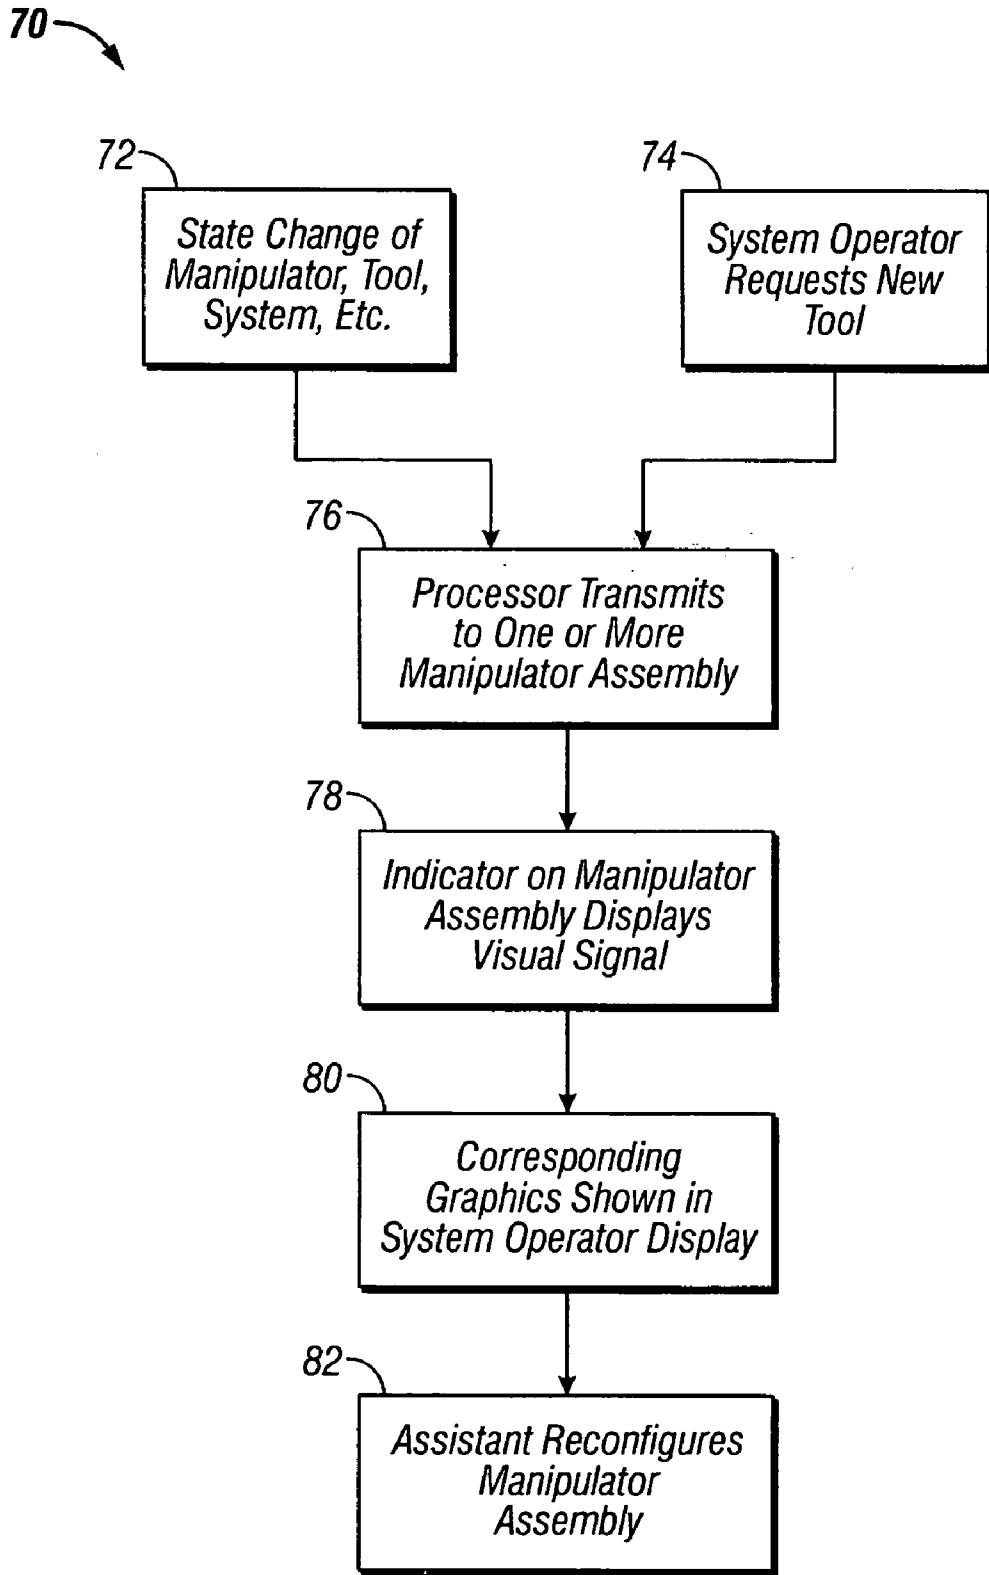 70
72
State Change of
Manipulator, Tool,
System, Etc.
74
System Operator
Requests New
Tool
76
Processor Transmits
to One or More
Manipulator Assembly
78
Indicator on Manipulator
Assembly Displays
Visual Signal
80
Corresponding
Graphics Shown in
System Operator Display
82
Assistant Reconfigures
Manipulator
Assembly